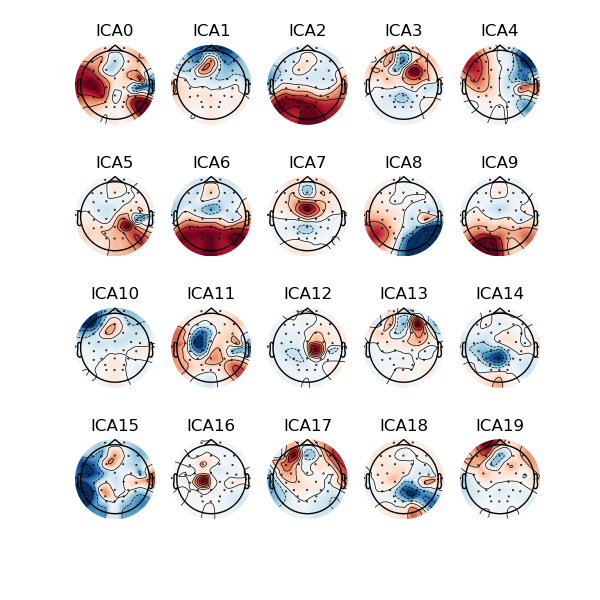 ICA0 ICA1 ICA2 ICA3 ICA4
ICA5 ICA6 ICA7 ICA8 ICA9
ICA10 ICA11 ICA12 ICA13 ICA14
ICA15 ICA16 ICA17 ICA18 ICA19